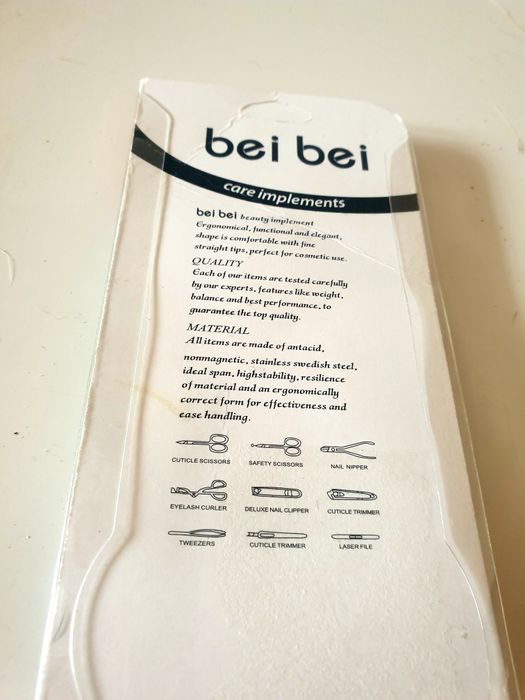 bei bei
care implements
bei bei beauty implement
Ergonomical, functional and elegant,
shape is comfortable with fine
straight tips, perfect for cosmetic use.
QUALITY
Each of our items are tested carefully
by our experts, features like weight,
balance and best performance, to
guarantee the top quality.
MATERIAL
All items are made of antacid,
nonmagnetic, stainless swedish steel,
ideal span, highstability, resilience
of material and an ergonomically
correct form for effectiveness and
ease handling.
CUTICLE SCISSORS SAFETY SCISSORS NAIL NIPPER
EYELASH CURLER DELUXE NAIL CLIPPER CUTICLE TRIMMER
TWEEZERS CUTICLE TRIMMER LASER FILE